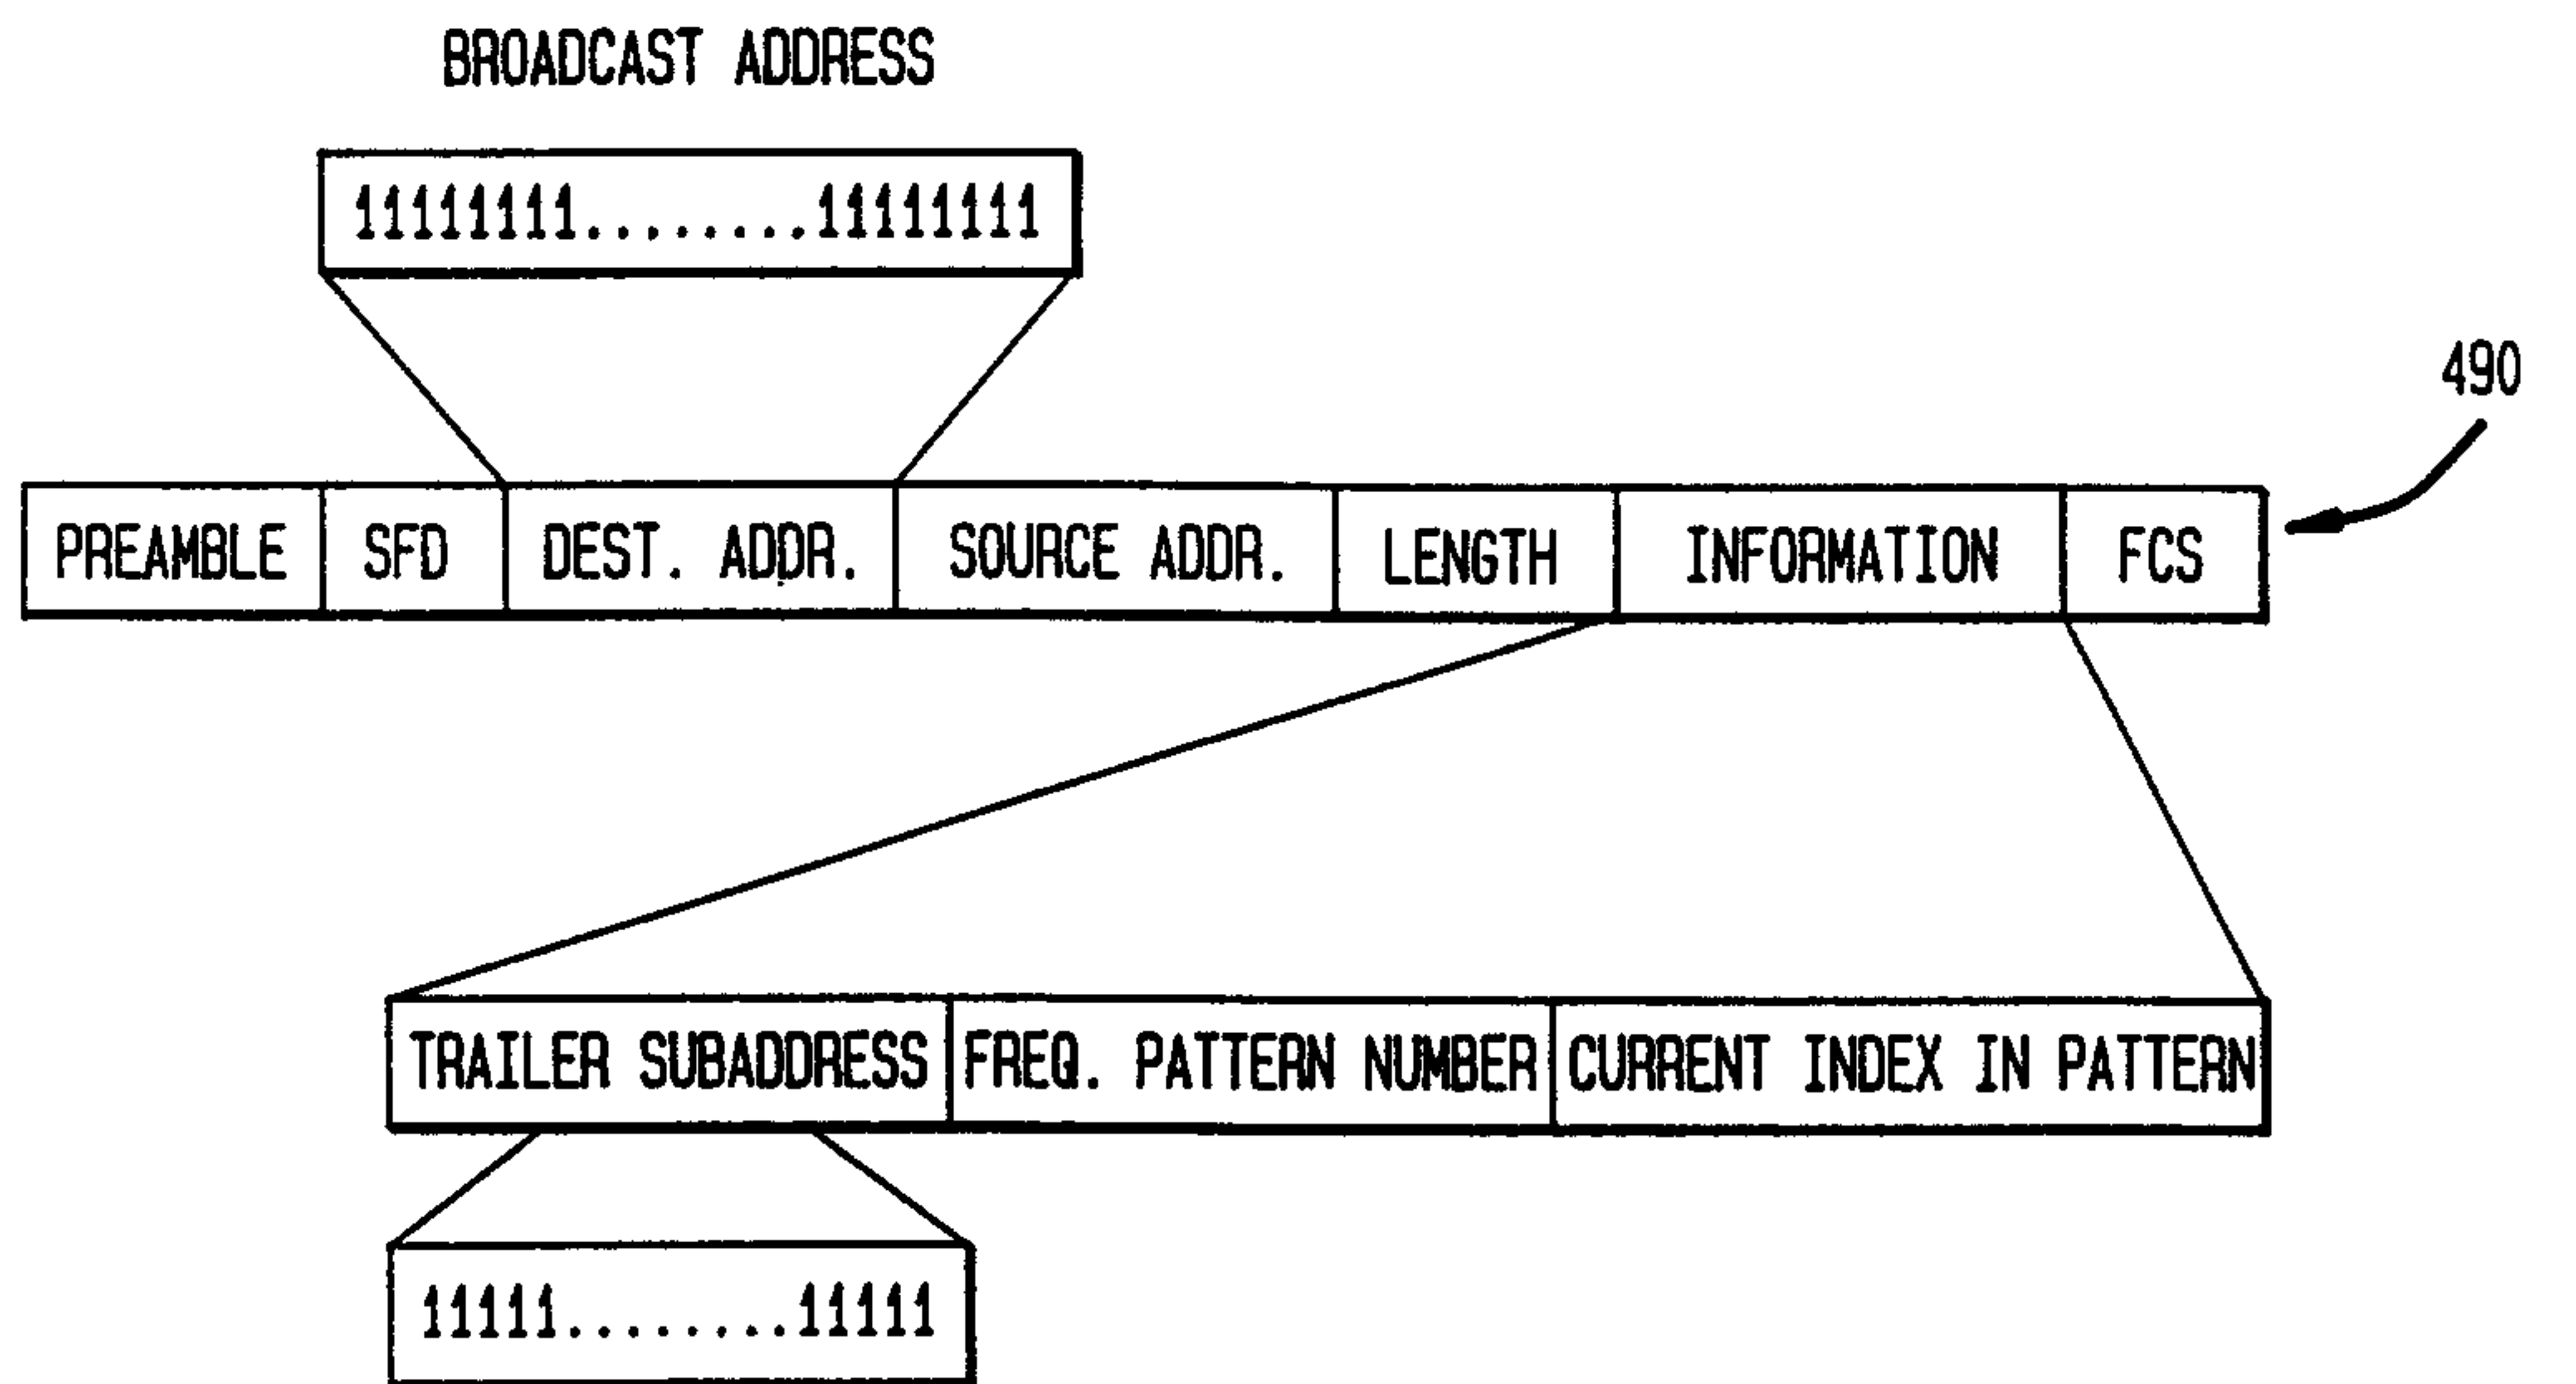 BROADCAST ADDRESS
11111111........11111111
490
PREAMBLE SFD DEST. ADDR. SOURCE ADDR. LENGTH INFORMATION FCS
TRAILER SUBADDRESS FREQ. PATTERN NUMBER CURRENT INDEX IN PATTERN
11111........11111